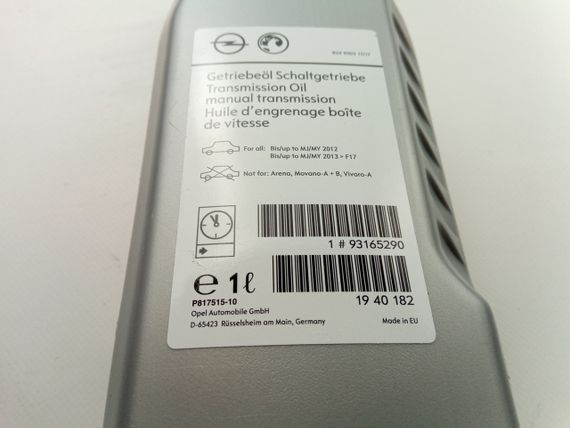 Getriebeöl Schaltgetriebe
Transmission Oil
manual transmission
Huile d'engrenage boîte
de vitesse
For all: Bis/up to MJ/MY 2012
Bis/up to MJ/MY 2013 > F17
Not for: Arena, Movano-A + B, Vivaro-A
1 # 93165290
e 1ℓ
P817515-10
19 40 182
Opel Automobile GmbH
D-65423 Rüsselsheim am Main, Germany
Made in EU